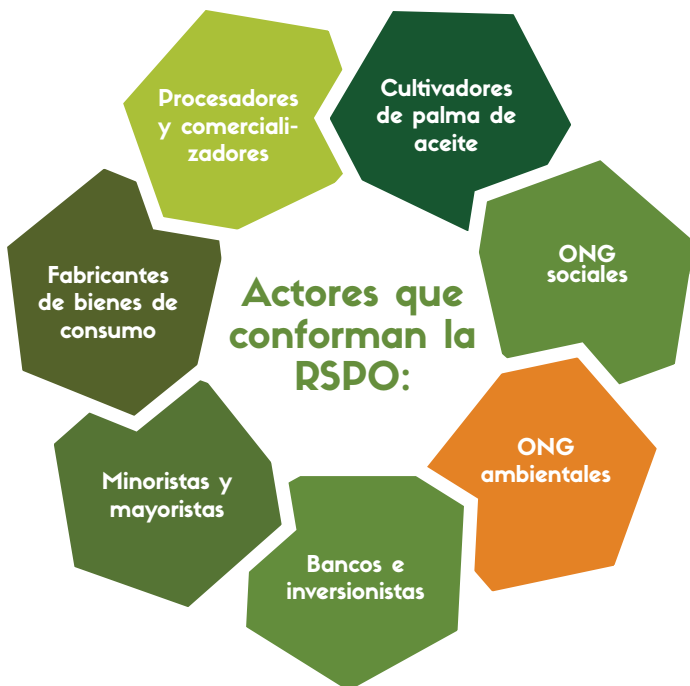 Actores que
conforman la
RSPO:
Cultivadores
de palma de
aceite
ONG
sociales
ONG
ambientales
Bancos e
inversionistas
Minoristas y
mayoristas
Fabricantes
de bienes de
consumo
Procesadores
y comerciali-
zadores